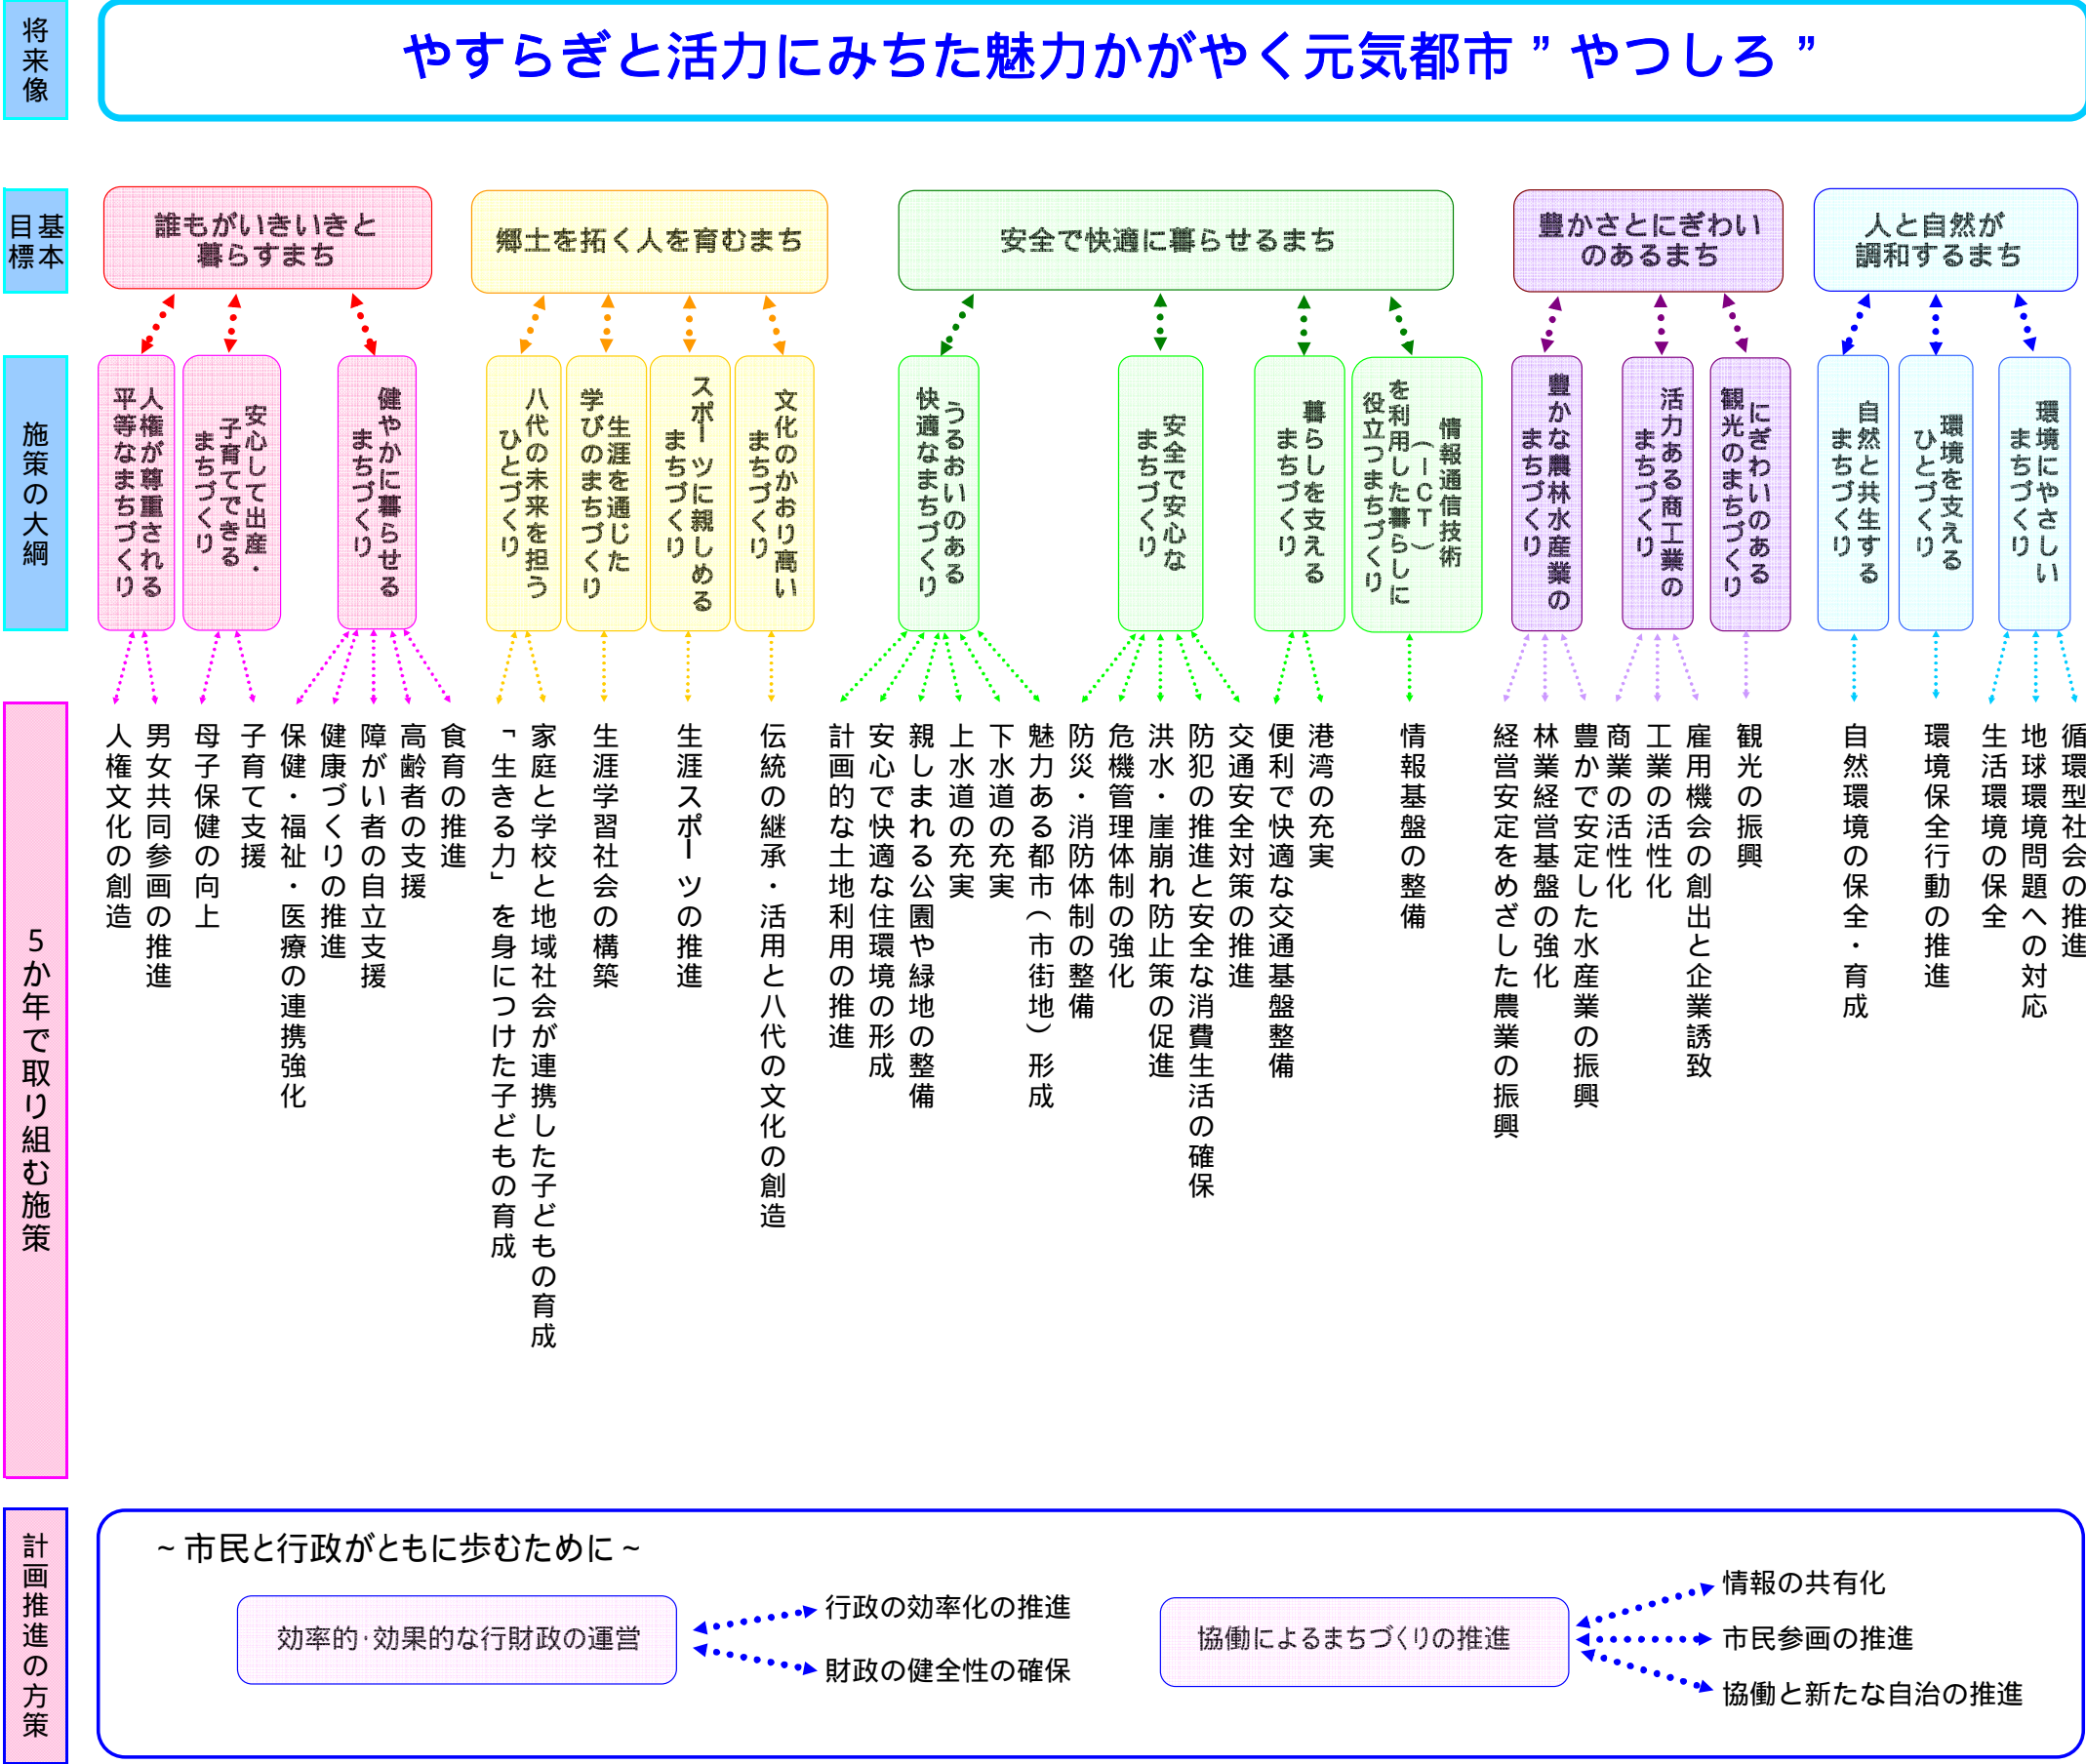 将来像
やすらぎと活力にみちた魅力かがやく元気都市 ” やつしろ ”
基本
目標
誰もがいきいきと
暮らすまち
郷土を拓く人を育むまち
安全で快適に暮らせるまち
豊かさとにぎわい
のあるまち
人と自然が
調和するまち
施策の大綱
人権が尊重される
平等なまちづくり
安心して出産・
子育てできる
まちづくり
健やかに暮らせる
まちづくり
八代の未来を担う
ひとづくり
生涯を通じた
学びのまちづくり
スポーツに親しめる
まちづくり
文化のかおり高い
まちづくり
うるおいのある
快適なまちづくり
安全で安心な
まちづくり
暮らしを支える
まちづくり
情報通信技術
（ICT）
を利用した暮らしに
役立つまちづくり
豊かな農林水産業の
まちづくり
活力ある商工業の
まちづくり
にぎわいのある
観光のまちづくり
自然と共生する
まちづくり
環境を支える
ひとづくり
環境にやさしい
まちづくり
5か年で取り組む施策
人権文化の創造
男女共同参画の推進
母子保健の向上
子育て支援
保健・福祉・医療の連携強化
健康づくりの推進
障がい者の自立支援
高齢者の支援
食育の推進
「生きる力」を身につけた子どもの育成
家庭と学校と地域社会が連携した子どもの育成
生涯学習社会の構築
生涯スポーツの推進
伝統の継承・活用と八代の文化の創造
計画的な土地利用の推進
安心で快適な住環境の形成
親しまれる公園や緑地の整備
上水道の充実
下水道の充実
魅力ある都市（市街地）形成
防災・消防体制の整備
危機管理体制の強化
洪水・崖崩れ防止策の促進
防犯の推進と安全な消費生活の確保
交通安全対策の推進
便利で快適な交通基盤整備
港湾の充実
情報基盤の整備
経営安定をめざした農業の振興
林業経営基盤の強化
豊かで安定した水産業の振興
商業の活性化
工業の活性化
雇用機会の創出と企業誘致
観光の振興
自然環境の保全・育成
環境保全行動の推進
生活環境の保全
地球環境問題への対応
循環型社会の推進
計画推進の方策
~ 市民と行政がともに歩むために ~
効率的・効果的な行財政の運営
行政の効率化の推進
財政の健全性の確保
協働によるまちづくりの推進
情報の共有化
市民参画の推進
協働と新たな自治の推進